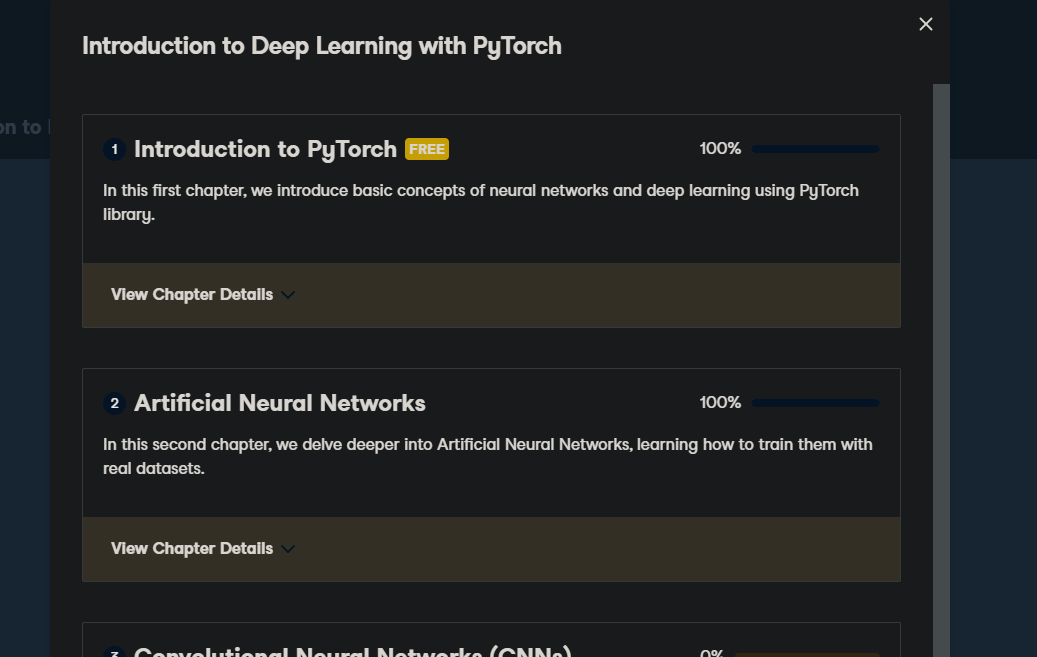 Introduction to Deep Learning with PyTorch
on to
1 Introduction to PyTorch FREE 100%
In this first chapter, we introduce basic concepts of neural networks and deep learning using PyTorch
library.
View Chapter Details
2 Artificial Neural Networks 100%
In this second chapter, we delve deeper into Artificial Neural Networks, learning how to train them with
real datasets.
View Chapter Details
3 Convolutional Neural Networks (CNNs) 0%